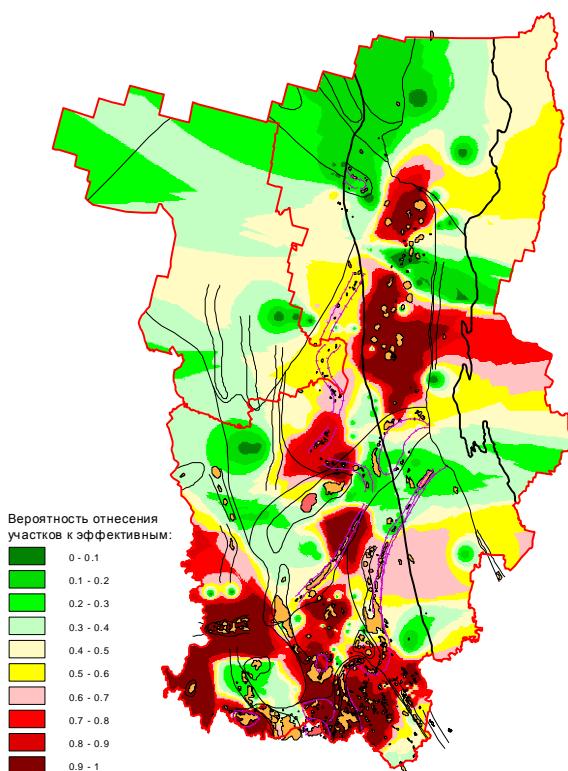 Вероятность отнесения
участков к эффективным:
0 - 0.1
0.1 - 0.2
0.2 - 0.3
0.3 - 0.4
0.4 - 0.5
0.5 - 0.6
0.6 - 0.7
0.7 - 0.8
0.8 - 0.9
0.9 - 1